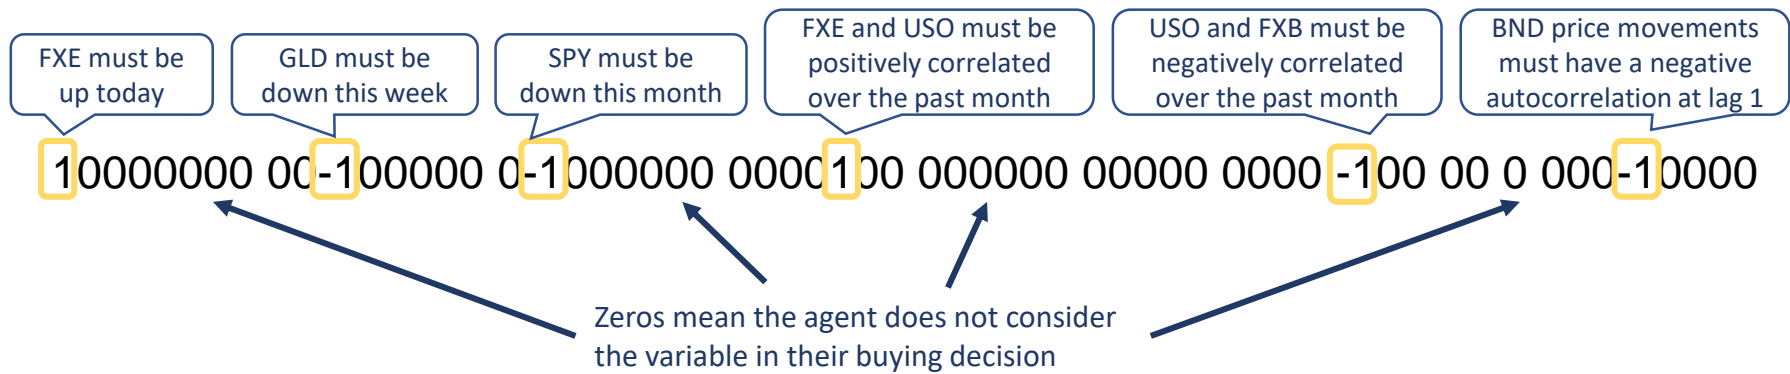 FXE must be
up today
GLD must be
down this week
SPY must be
down this month
FXE and USO must be
positively correlated
over the past month
USO and FXB must be
negatively correlated
over the past month
BND price movements
must have a negative
autocorrelation at lag 1
10000000 00-100000 0-1000000 0000100 000000 00000 0000 -100 00 0 000-10000
Zeros mean the agent does not consider
the variable in their buying decision